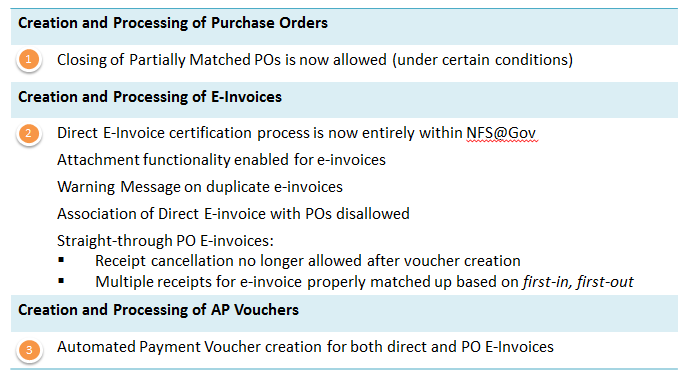 Creation and Processing of Purchase Orders
1 Closing of Partially Matched POs is now allowed (under certain conditions)
Creation and Processing of E-Invoices
2 Direct E-Invoice certification process is now entirely within NFS@Gov
Attachment functionality enabled for e-invoices
Warning Message on duplicate e-invoices
Association of Direct E-invoice with POs disallowed
Straight-through PO E-invoices:
▪ Receipt cancellation no longer allowed after voucher creation
▪ Multiple receipts for e-invoice properly matched up based on first-in, first-out
Creation and Processing of AP Vouchers
3 Automated Payment Voucher creation for both direct and PO E-Invoices